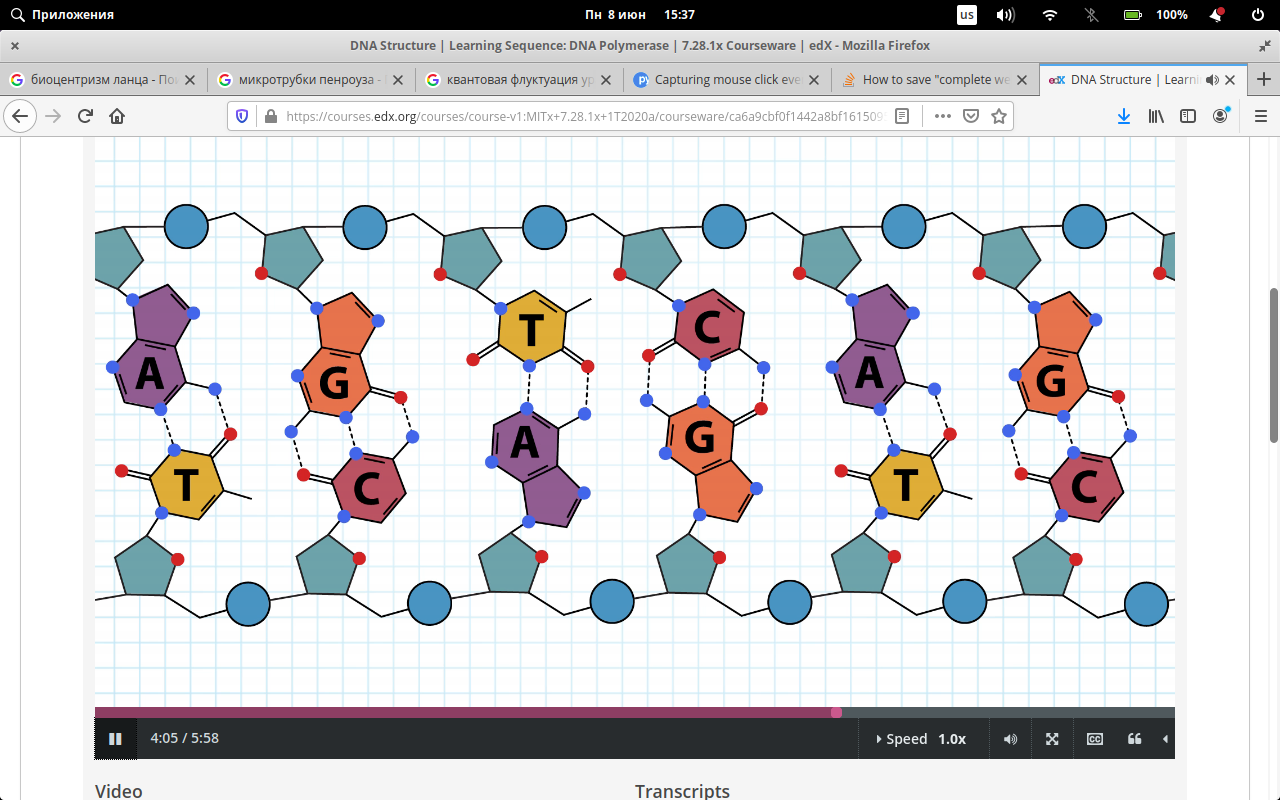 Приложения
Пн 8 июн 15:37
us
100%
DNA Structure | Learning Sequence: DNA Polymerase | 7.28.1x Courseware | edX - Mozilla Firefox
биоцентризм ланца - По
микротрубки пенроуза -
квантовая флуктуация ур
Capturing mouse click eve
How to save "complete we
edX DNA Structure | Learni
https://courses.edx.org/courses/course-v1:MITx+7.28.1x+1T2020a/courseware/ca6a9cbf0f1442a8bf161509
A G T C A G
T C A G T C
4:05 / 5:58
Speed 1.0x
CC
Video
Transcripts